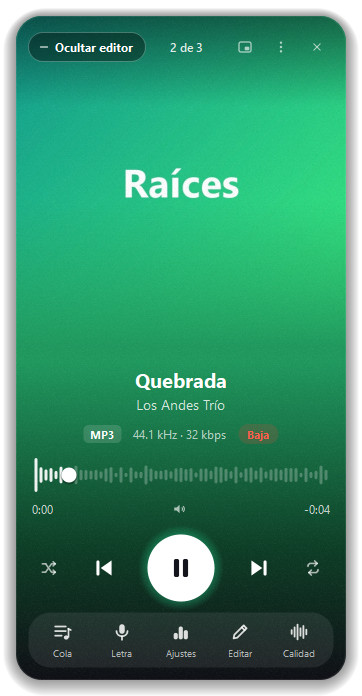 Ocultar editor
2 de 3
Raíces
Quebrada
Los Andes Trío
MP3 44.1 kHz · 32 kbps Baja
0:00 -0:04
Cola Letra Ajustes Editar Calidad